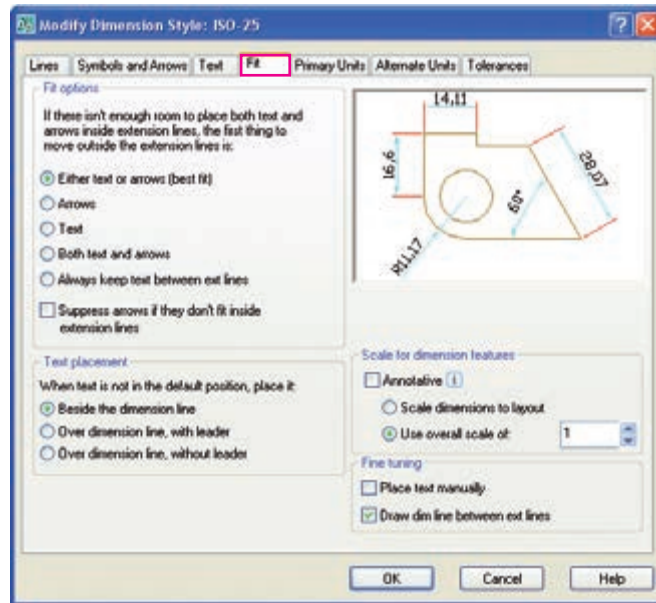 Modify Dimension Style: ISO-25
Lines Symbols and Arrows Text Fit Primary Units Alternate Units Tolerances
Fit options
If there isn't enough room to place both text and
arrows inside extension lines, the first thing to
move outside the extension lines is:
Either text or arrows (best fit)
Arrows
Text
Both text and arrows
Always keep text between ext lines
Suppress arrows if they don't fit inside
extension lines
Text placement
When text is not in the default position, place it:
Beside the dimension line
Over dimension line, with leader
Over dimension line, without leader
14,11
16,6
28,07
60°
R11,17
Scale for dimension features
Annotative
Scale dimensions to layout
Use overall scale of: 1
Fine tuning
Place text manually
Draw dim line between ext lines
OK Cancel Help